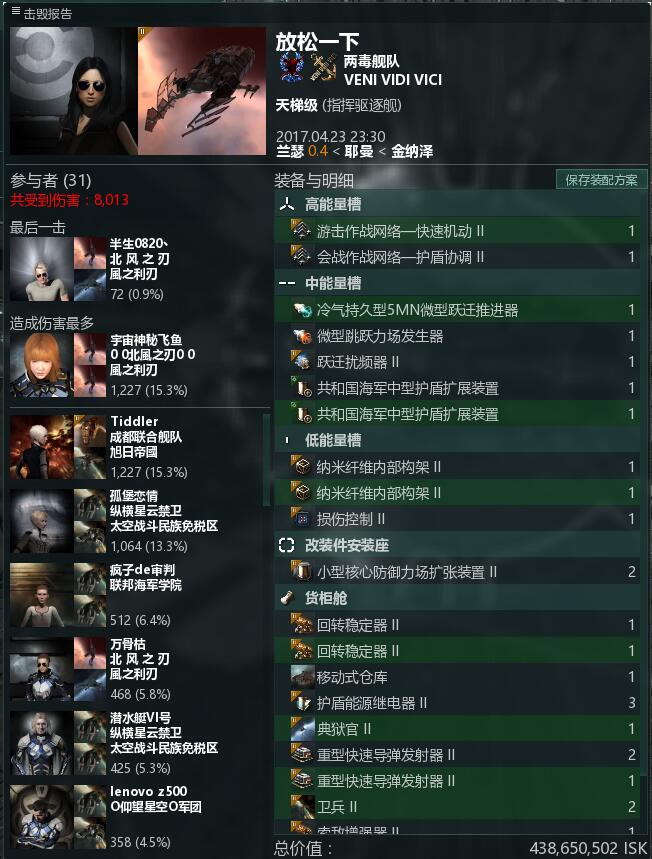 击毁报告
放松一下
两毒舰队
VENI VIDI VICI
天梯级 (指挥驱逐舰)
2017.04.23 23:30
兰瑟 0.4 < 耶曼 < 金纳泽
参与者 (31)
共受到伤害：8,013
最后一击
半生0820丶
北 风 之 刃
風之利刃
72 (0.9%)
造成伤害最多
宇宙神秘飞鱼
0 0北風之刃0 0
風之利刃
1,227 (15.3%)
Tiddler
成都联合舰队
旭日帝國
1,227 (15.3%)
孤堡恋情
纵横星云禁卫
太空战斗民族免税区
1,064 (13.3%)
疯子de审判
联邦海军学院
512 (6.4%)
万骨枯
北 风 之 刃
風之利刃
468 (5.8%)
潜水艇VI号
纵横星云禁卫
太空战斗民族免税区
425 (5.3%)
lenovo z500
O仰望星空O军团
358 (4.5%)
装备与明细
保存装配方案
高能量槽
游击作战网络—快速机动 II 1
会战作战网络—护盾协调 II 1
中能量槽
冷气持久型5MN微型跃迁推进器 1
微型跳跃力场发生器 1
跃迁扰频器 II 1
共和国海军中型护盾扩展装置 1
共和国海军中型护盾扩展装置 1
低能量槽
纳米纤维内部构架 II 1
纳米纤维内部构架 II 1
损伤控制 II 1
改装件安装座
小型核心防御力场扩张装置 II 2
货柜舱
回转稳定器 II 1
回转稳定器 II 1
移动式仓库 1
护盾能源继电器 II 3
典狱官 II 1
重型快速导弹发射器 II 2
重型快速导弹发射器 II 1
卫兵 II 2
索敌增强器 II 1
总价值： 438,650,502 ISK